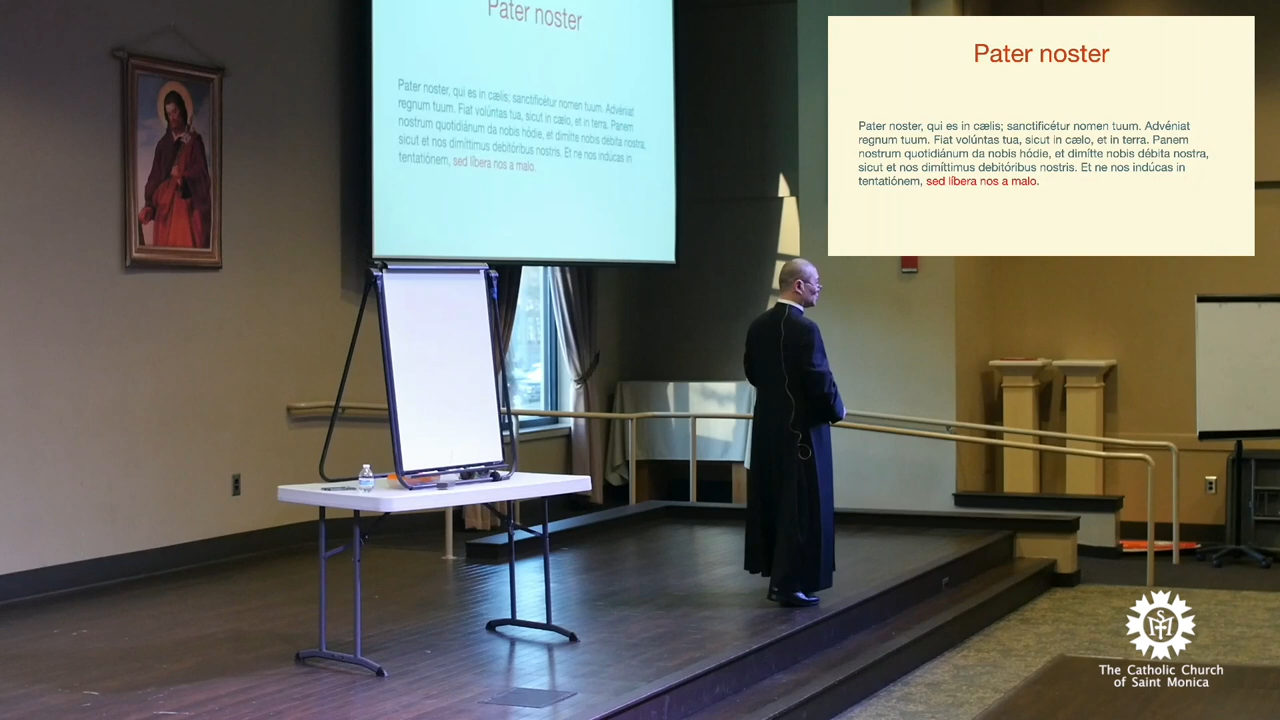 Pater noster
Pater noster, qui es in cælis; sanctificétur nomen tuum. Advéniat
regnum tuum. Fiat volúntas tua, sicut in cælo, et in terra. Panem
nostrum quotidiánum da nobis hódie, et dimítte nobis débita nostra,
sicut et nos dimíttimus debitóribus nostris. Et ne nos indúcas in
tentatiónem, sed líbera nos a malo.
Pater noster
Pater noster, qui es in cælis; sanctificétur nomen tuum. Advéniat
regnum tuum. Fiat volúntas tua, sicut in cælo, et in terra. Panem
nostrum quotidiánum da nobis hódie, et dimítte nobis débita nostra,
sicut et nos dimíttimus debitóribus nostris. Et ne nos indúcas in
tentatiónem, sed líbera nos a malo.
The Catholic Church
of Saint Monica